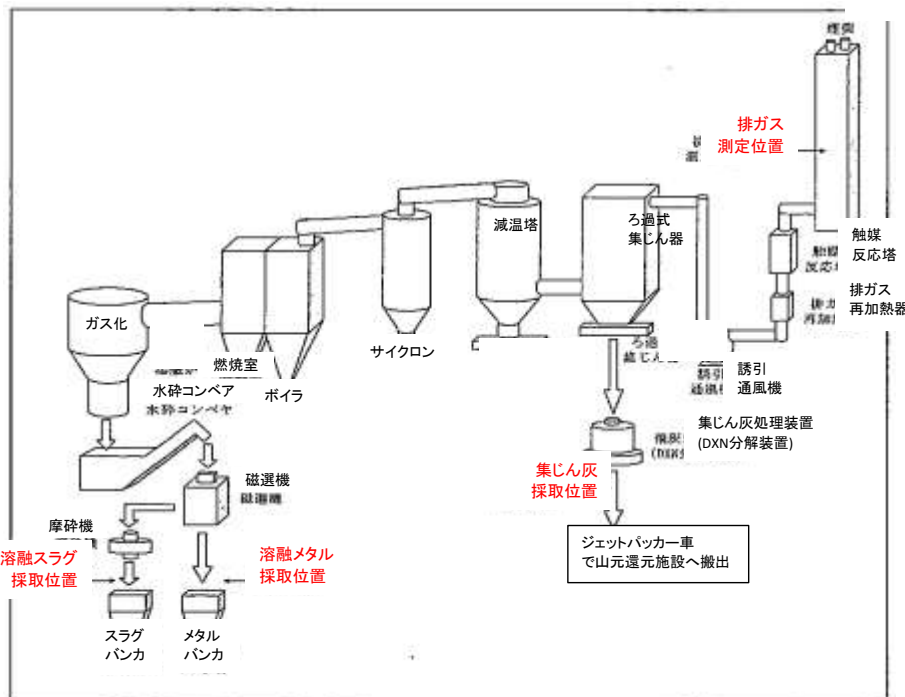 煙突
排ガス
測定位置
減温塔
ろ過式
集じん器
触媒
反応塔
排ガス
再加熱器
ガス化
サイクロン
燃焼室
ボイラ
水砕コンベア
水砕コンベヤ
誘引
通風機
集じん灰処理装置
(DXN分解装置)
集じん灰
採取位置
磁選機
磁選機
摩砕機
溶融スラグ
採取位置
溶融メタル
採取位置
ジェットパッカー車
で山元還元施設へ搬出
スラグ
バンカ
メタル
バンカ